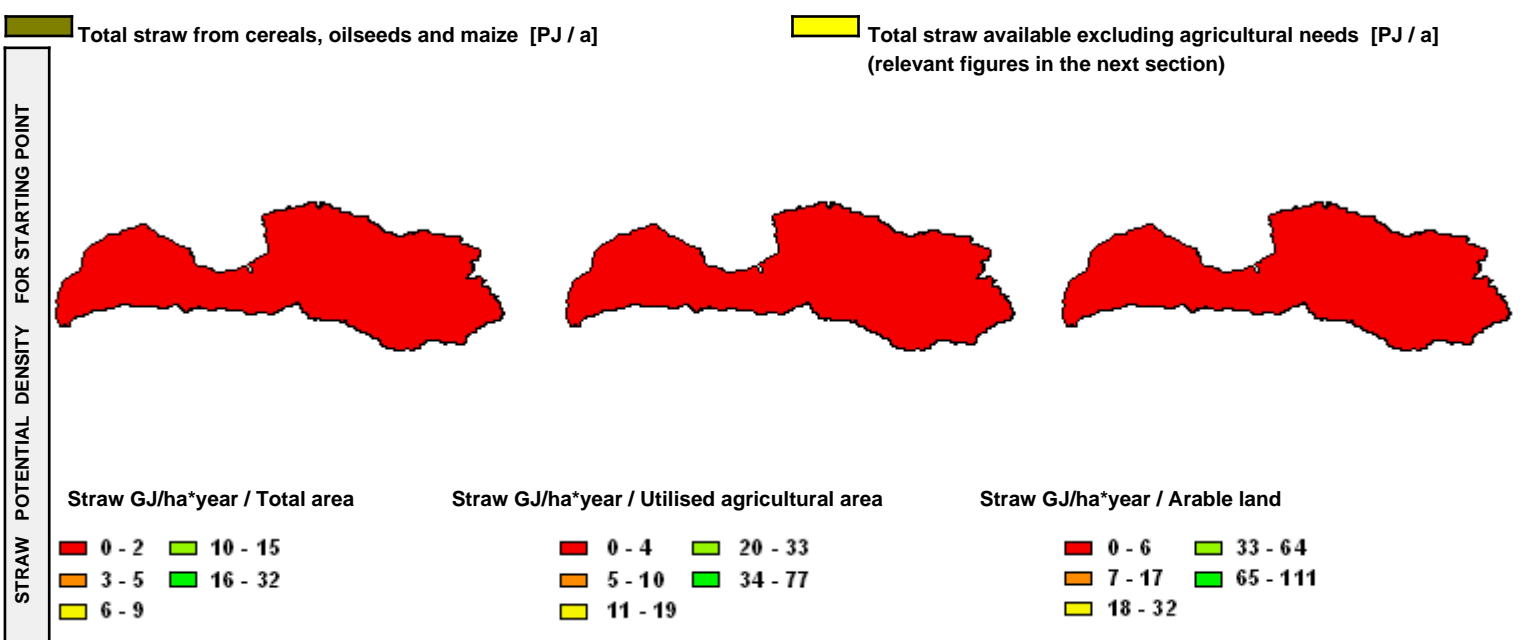 Total straw from cereals, oilseeds and maize [PJ / a]
Total straw available excluding agricultural needs [PJ / a]
(relevant figures in the next section)
STRAW POTENTIAL DENSITY FOR STARTING POINT
Straw GJ/ha*year / Total area
0 - 2
10 - 15
3 - 5
16 - 32
6 - 9
Straw GJ/ha*year / Utilised agricultural area
0 - 4
20 - 33
5 - 10
34 - 77
11 - 19
Straw GJ/ha*year / Arable land
0 - 6
33 - 64
7 - 17
65 - 111
18 - 32